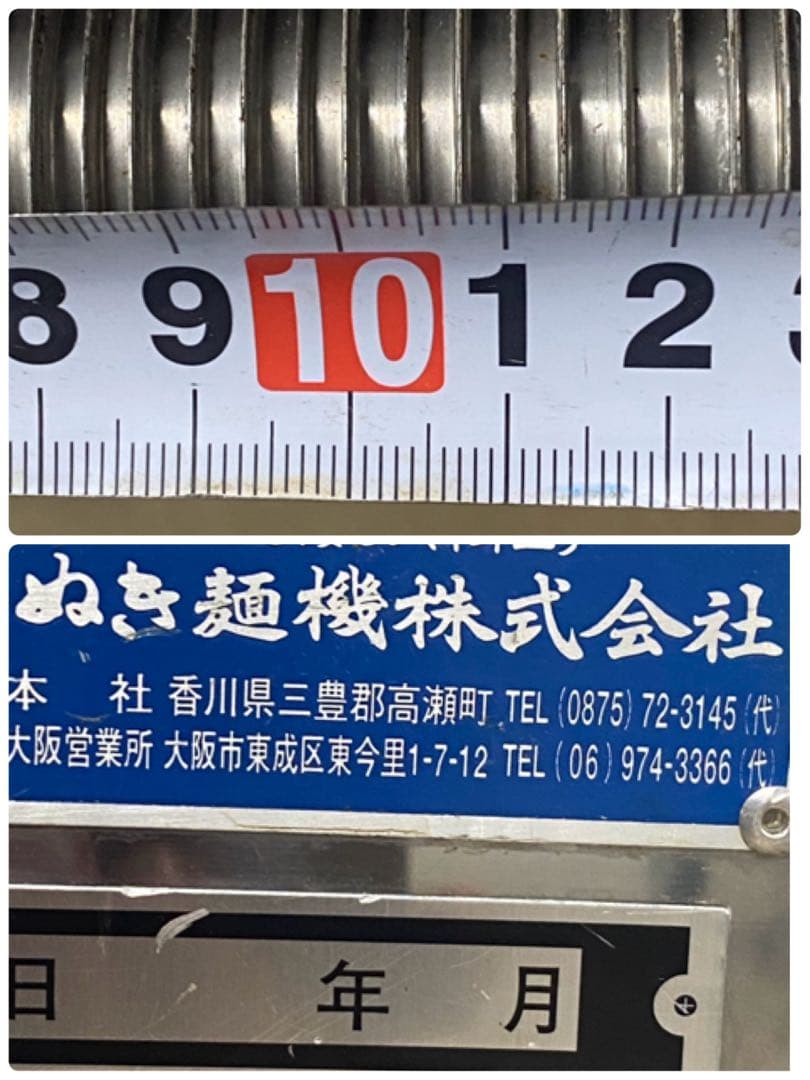 8 9 10 1 2
ぬき麺機株式会社
本 社 香川県三豊郡高瀬町 TEL (0875) 72-3145 (代)
大阪営業所 大阪市東成区東今里1-7-12 TEL (06) 974-3366 (代)
日 年 月